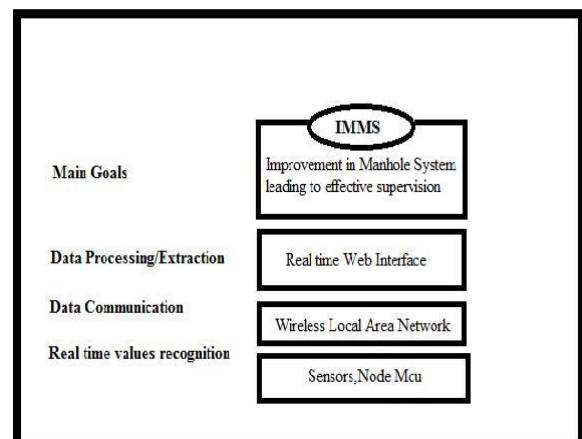 IMMS
Main Goals
Improvement in Manhole System
leading to effective supervision
Data Processing/Extraction
Real time Web Interface
Data Communication
Wireless Local Area Network
Real time values recognition
Sensors,Node Mcu